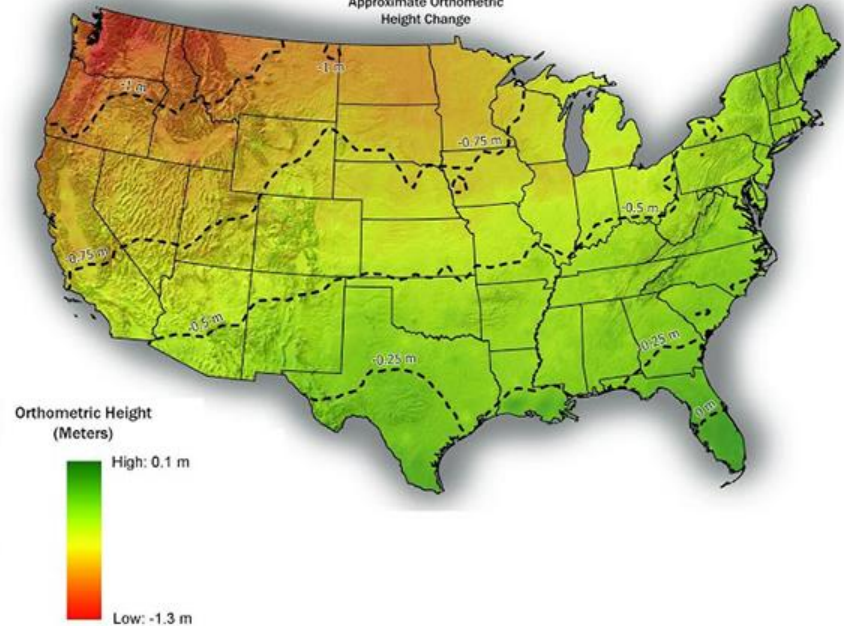 Approximate Orthometric
Height Change
-1 m
-1 m
-0.75 m
-0.5 m
-0.75 m
-0.5 m
-0.25 m
-0.25 m
0 m
Orthometric Height
(Meters)
High: 0.1 m
Low: -1.3 m